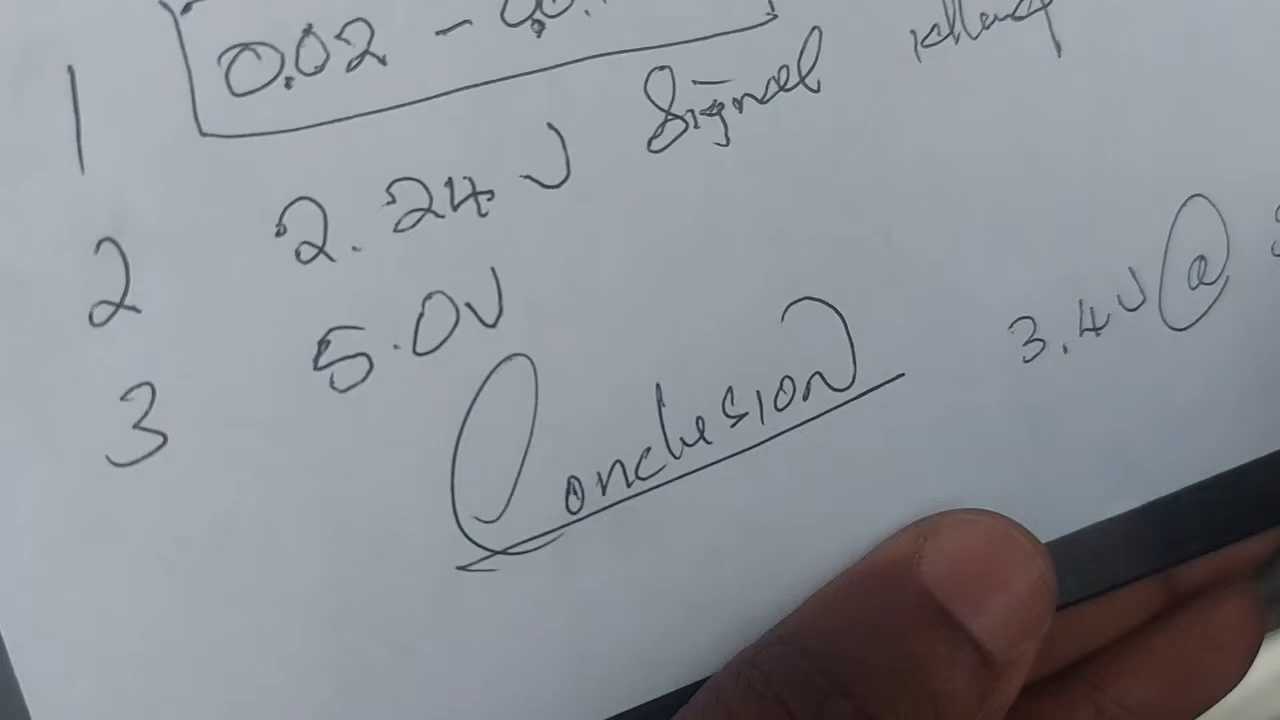 1 0.02 -
2 2.24V Signal
3 5.0V
3.4V @
Conclusion